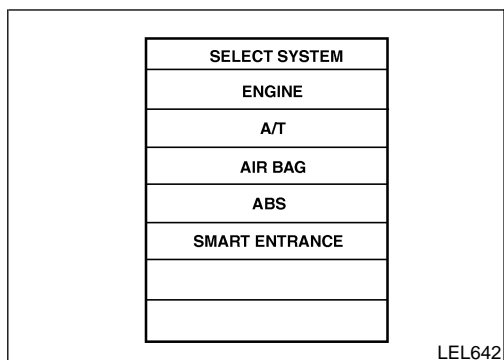 SELECT SYSTEM
ENGINE
A/T
AIR BAG
ABS
SMART ENTRANCE
LEL642